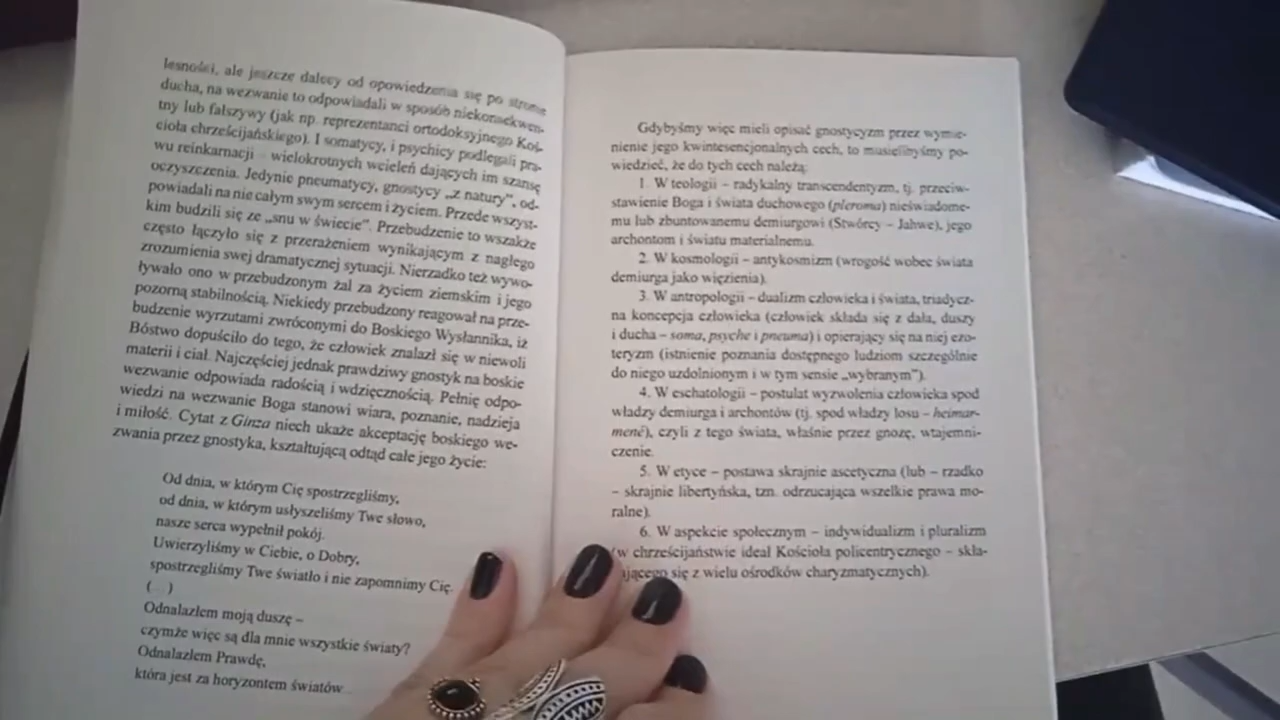 lesności, ale jeszcze dalecy od opowiedzenia się po stronie
ducha, na wezwanie to odpowiadali w sposób niekonsekwen-
tny lub fałszywy (jak np. reprezentanci ortodoksyjnego Koś-
cioła chrześcijańskiego). I somatycy, i psychicy podlegali pra-
wu reinkarnacji – wielokrotnych wcieleń dających im szansę
oczyszczenia. Jedynie pneumatycy, gnostycy „z natury”, od-
powiadali na nie całym swym sercem i życiem. Przede wszyst-
kim budzili się ze „snu w świecie”. Przebudzenie to wszakże
często łączyło się z przerażeniem wynikającym z nagłego
zrozumienia swej dramatycznej sytuacji. Nierzadko też wywo-
ływało ono w przebudzonym żal za życiem ziemskim i jego
pozorną stabilnością. Niekiedy przebudzony reagował na prze-
budzenie wyrzutami zwróconymi do Boskiego Wysłannika, iż
Bóstwo dopuściło do tego, że człowiek znalazł się w niewoli
materii i ciał. Najczęściej jednak prawdziwy gnostyk na boskie
wezwanie odpowiada radością i wdzięcznością. Pełnię odpo-
wiedzi na wezwanie Boga stanowi wiara, poznanie, nadzieja
i miłość. Cytat z Ginza niech ukaże akceptację boskiego we-
zwania przez gnostyka, kształtującą odtąd całe jego życie:
Od dnia, w którym Cię spostrzegliśmy,
od dnia, w którym usłyszeliśmy Twe słowo,
nasze serca wypełnił pokój.
Uwierzyliśmy w Ciebie, o Dobry,
spostrzegliśmy Twe światło i nie zapomnimy Cię.
(...)
Odnalazłem moją duszę –
czymże więc są dla mnie wszystkie światy?
Odnalazłem Prawdę,
która jest za horyzontem światów...
Gdybyśmy więc mieli opisać gnostycyzm przez wymie-
nienie jego kwintesencjonalnych cech, to musielibyśmy po-
wiedzieć, że do tych cech należą:
1. W teologii – radykalny transcendentyzm, tj. przeciw-
stawienie Boga i świata duchowego (pleroma) nieświadome-
mu lub zbuntowanemu demiurgowi (Stwórcy – Jahwe), jego
archontom i światu materialnemu.
2. W kosmologii – antykosmizm (wrogość wobec świata
demiurga jako więzienia).
3. W antropologii – dualizm człowieka i świata, triadycz-
na koncepcja człowieka (człowiek składa się z ciała, duszy
i ducha – soma, psyche i pneuma) i opierający się na niej ezo-
teryzm (istnienie poznania dostępnego ludziom szczególnie
do niego uzdolnionym i w tym sensie „wybranym”).
4. W eschatologii – postulat wyzwolenia człowieka spod
władzy demiurga i archontów (tj. spod władzy losu – heimar-
mené), czyli z tego świata, właśnie przez gnozę, wtajemni-
czenie.
5. W etyce – postawa skrajnie ascetyczna (lub – rzadko
– skrajnie libertyńska, tzn. odrzucająca wszelkie prawa mo-
ralne).
6. W aspekcie społecznym – indywidualizm i pluralizm
(w chrześcijaństwie ideał Kościoła policentrycznego – skła-
ającego się z wielu ośrodków charyzmatycznych).